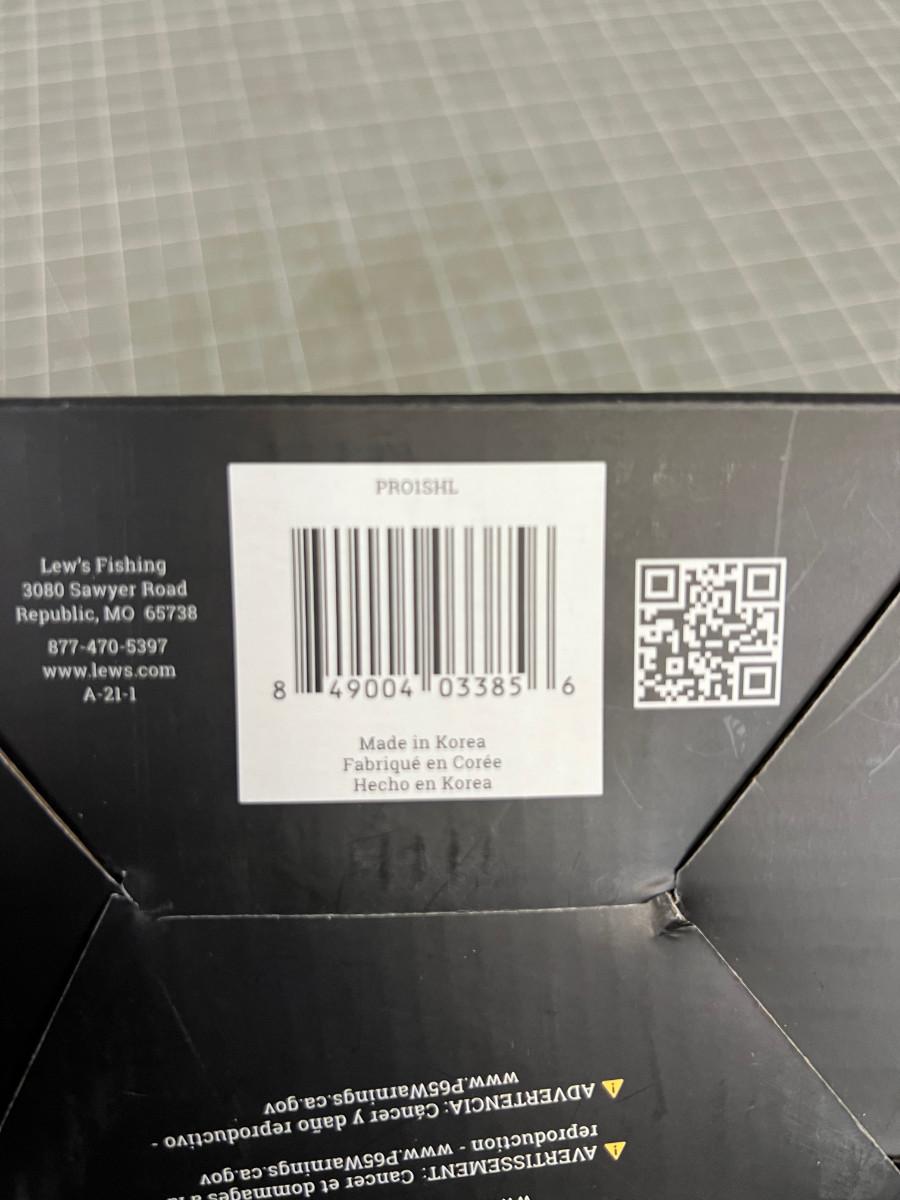 PRO1SHL
Lew's Fishing
3080 Sawyer Road
Republic, MO 65738
877-470-5397
www.lews.com
A-21-1
8 49004 03385 6
Made in Korea
Fabriqué en Corée
Hecho en Korea
www.
AVERTISSEMENT: Cancer et dommages à la
reproduction - www.P65Warnings.ca.gov
ADVERTENCIA: Cáncer y daño reproductivo -
www.P65Warnings.ca.gov